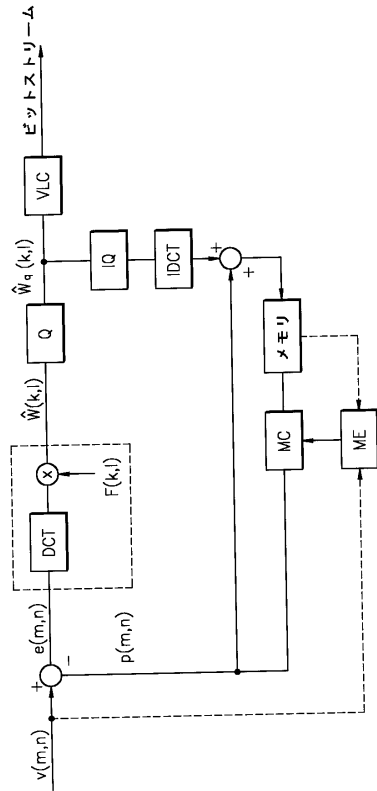 v(m,n)
+
−
e(m,n)
DCT
×
F(k,l)
Ŵ(k,l)
Q
Ŵq(k,l)
VLC
ビットストリーム
IQ
IDCT
+
+
p(m,n)
メモリ
MC
ME